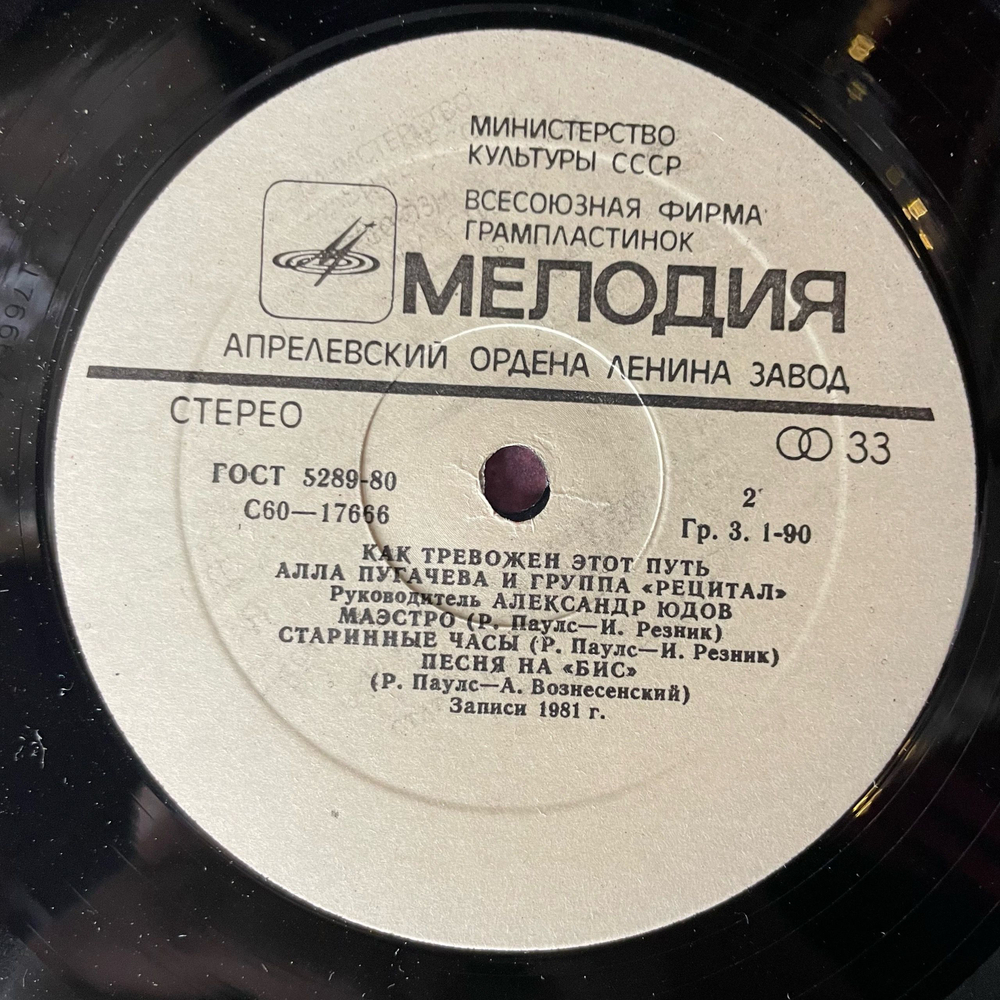 МИНИСТЕРСТВО
КУЛЬТУРЫ СССР
ВСЕСОЮЗНАЯ ФИРМА
ГРАМПЛАСТИНОК
МЕЛОДИЯ
АПРЕЛЕВСКИЙ ОРДЕНА ЛЕНИНА ЗАВОД
СТЕРЕО
33
ГОСТ 5289-80
С60—17666
2
Гр. 3. 1-90
КАК ТРЕВОЖЕН ЭТОТ ПУТЬ
АЛЛА ПУГАЧЕВА И ГРУППА «РЕЦИТАЛ»
Руководитель АЛЕКСАНДР ЮДОВ
МАЭСТРО (Р. Паулс—И. Резник)
СТАРИННЫЕ ЧАСЫ (Р. Паулс—И. Резник)
ПЕСНЯ НА «БИС»
(Р. Паулс—А. Вознесенский)
Записи 1981 г.